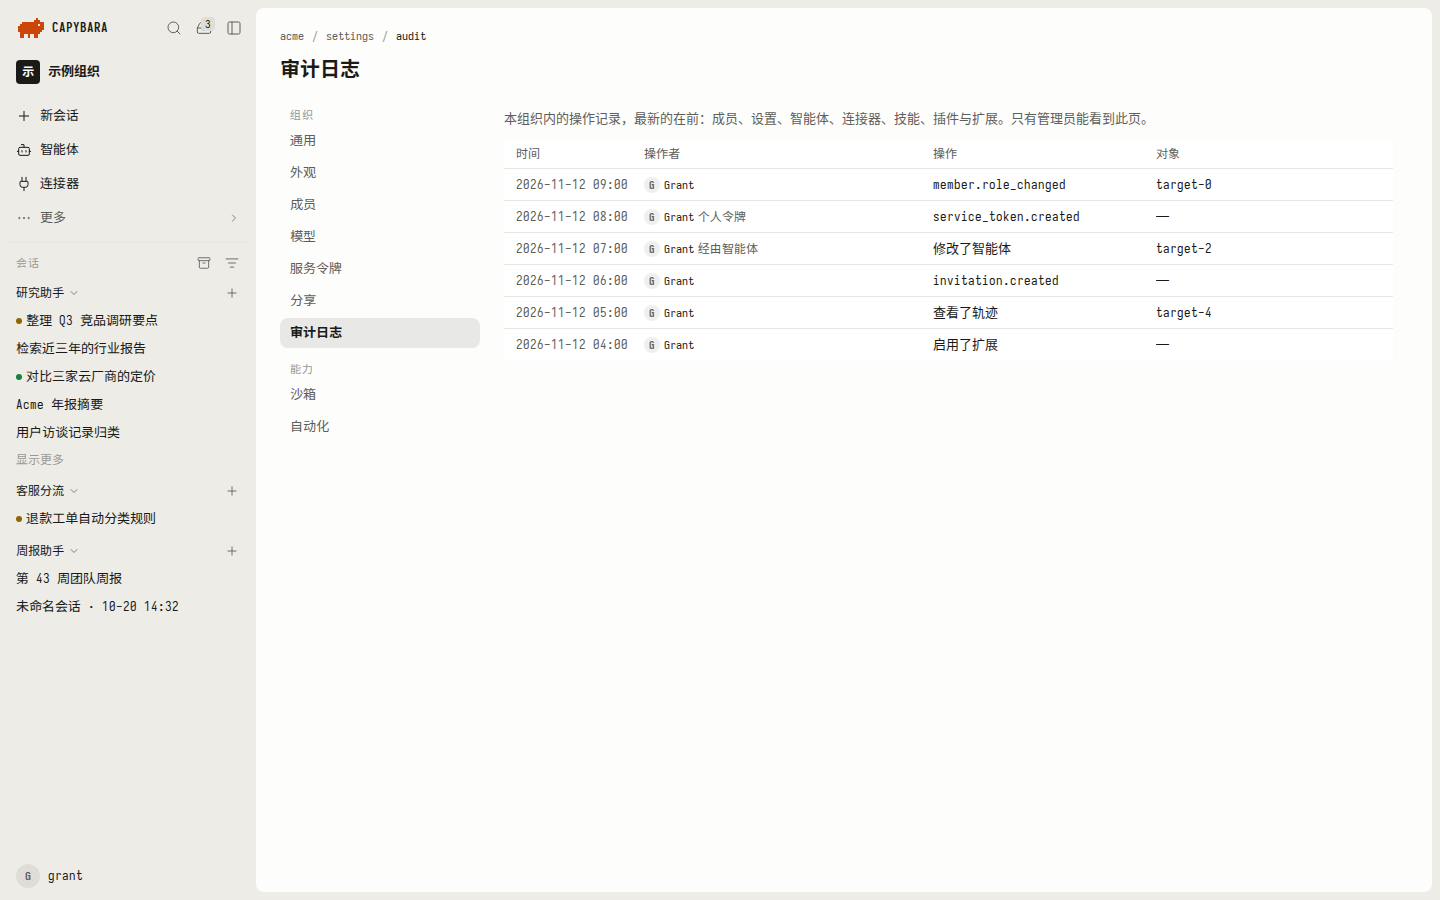 CAPYBARA
3
示 示例组织
新会话
智能体
连接器
更多
会话
研究助手
整理 Q3 竞品调研要点
检索近三年的行业报告
对比三家云厂商的定价
Acme 年报摘要
用户访谈记录归类
显示更多
客服分流
退款工单自动分类规则
周报助手
第 43 周团队周报
未命名会话 · 10-20 14:32
G grant
acme / settings / audit
审计日志
组织
通用
外观
成员
模型
服务令牌
分享
审计日志
能力
沙箱
自动化
本组织内的操作记录，最新的在前：成员、设置、智能体、连接器、技能、插件与扩展。只有管理员能看到此页。
时间 操作者 操作 对象
2026-11-12 09:00 G Grant member.role_changed target-0
2026-11-12 08:00 G Grant 个人令牌 service_token.created —
2026-11-12 07:00 G Grant 经由智能体 修改了智能体 target-2
2026-11-12 06:00 G Grant invitation.created —
2026-11-12 05:00 G Grant 查看了轨迹 target-4
2026-11-12 04:00 G Grant 启用了扩展 —